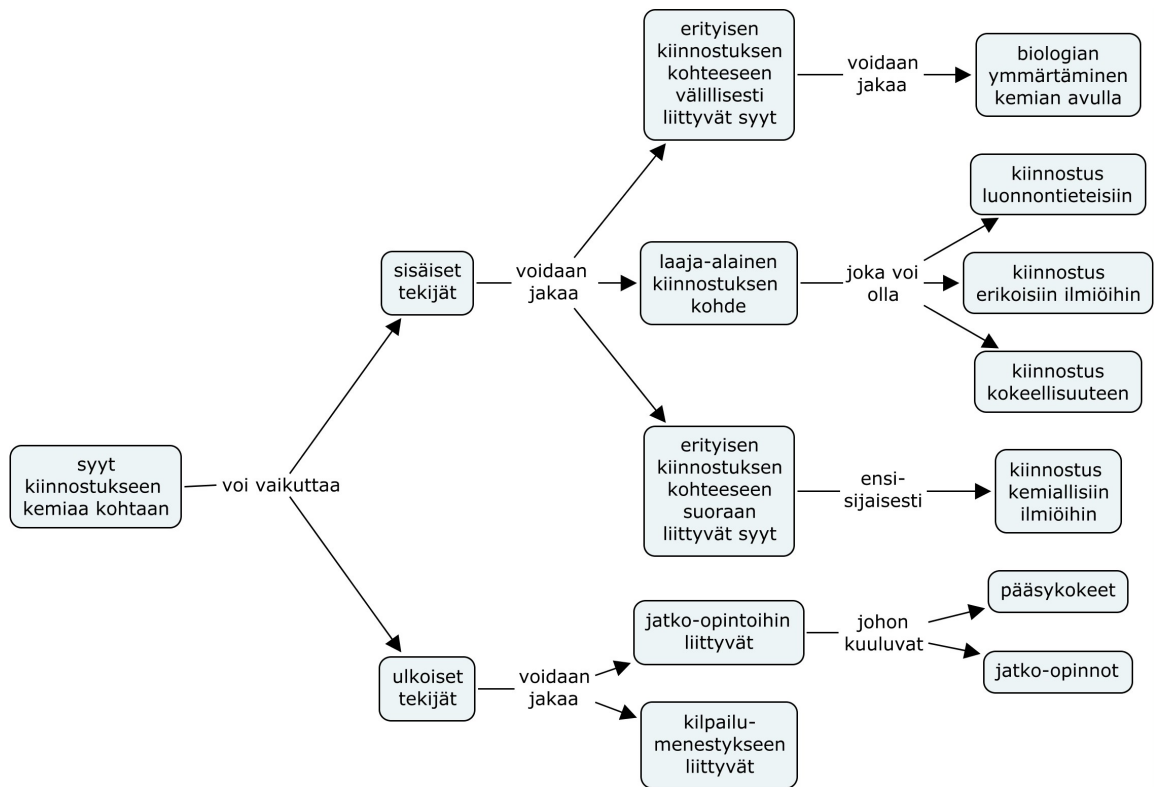 syyt
kiinnostukseen
kemiaa kohtaan
voi vaikuttaa
sisäiset
tekijät
voidaan
jakaa
erityisen
kiinnostuksen
kohteeseen
välillisesti
liittyvät syyt
voidaan
jakaa
biologian
ymmärtäminen
kemian avulla
laaja-alainen
kiinnostuksen
kohde
joka voi
olla
kiinnostus
luonnontieteisiin
kiinnostus
erikoisiin ilmiöihin
kiinnostus
kokeellisuuteen
erityisen
kiinnostuksen
kohteeseen
suoraan
liittyvät syyt
ensi-
sijaisesti
kiinnostus
kemiallisiin
ilmiöihin
ulkoiset
tekijät
voidaan
jakaa
jatko-opintoihin
liittyvät
johon
kuuluvat
pääsykokeet
jatko-opinnot
kilpailu-
menestykseen
liittyvät